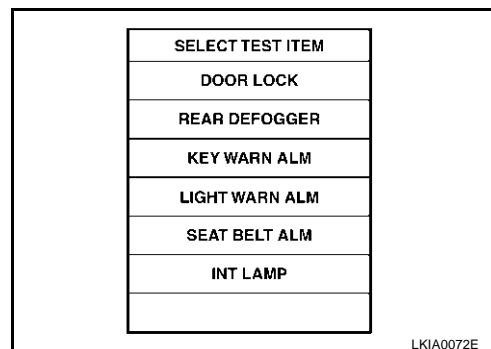 SELECT TEST ITEM
DOOR LOCK
REAR DEFOGGER
KEY WARN ALM
LIGHT WARN ALM
SEAT BELT ALM
INT LAMP
LKIA0072E